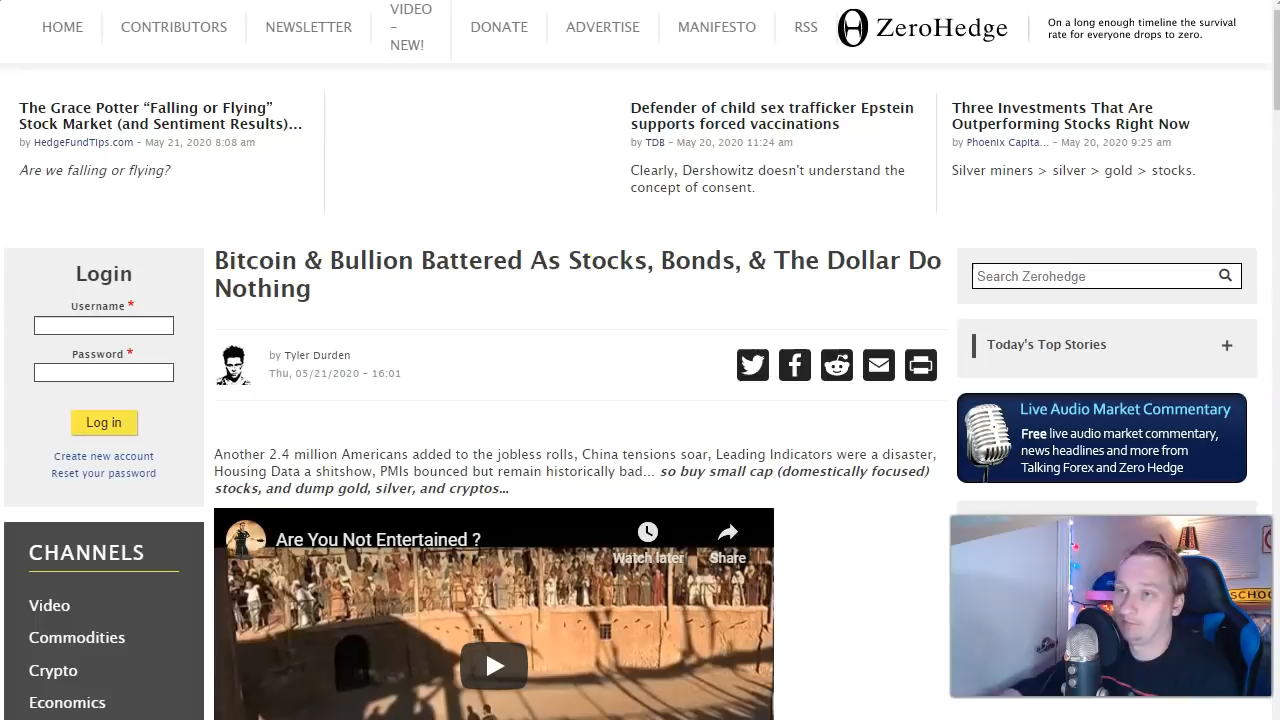 HOME
CONTRIBUTORS
NEWSLETTER
VIDEO
–
NEW!
DONATE
ADVERTISE
MANIFESTO
RSS
ZeroHedge
On a long enough timeline the survival
rate for everyone drops to zero.
The Grace Potter “Falling or Flying”
Stock Market (and Sentiment Results)...
by HedgeFundTips.com - May 21, 2020 8:08 am
Are we falling or flying?
Defender of child sex trafficker Epstein
supports forced vaccinations
by TDB - May 20, 2020 11:24 am
Clearly, Dershowitz doesn't understand the
concept of consent.
Three Investments That Are
Outperforming Stocks Right Now
by Phoenix Capita... - May 20, 2020 9:25 am
Silver miners > silver > gold > stocks.
Login
Username *
Password *
Log in
Create new account
Reset your password
CHANNELS
Video
Commodities
Crypto
Economics
Bitcoin & Bullion Battered As Stocks, Bonds, & The Dollar Do
Nothing
by Tyler Durden
Thu, 05/21/2020 - 16:01
Another 2.4 million Americans added to the jobless rolls, China tensions soar, Leading Indicators were a disaster,
Housing Data a shitshow, PMIs bounced but remain historically bad... so buy small cap (domestically focused)
stocks, and dump gold, silver, and cryptos...
Are You Not Entertained ?
Watch later
Share
Search Zerohedge
Today's Top Stories
+
Live Audio Market Commentary
Free live audio market commentary,
news headlines and more from
Talking Forex and Zero Hedge
SCHOO